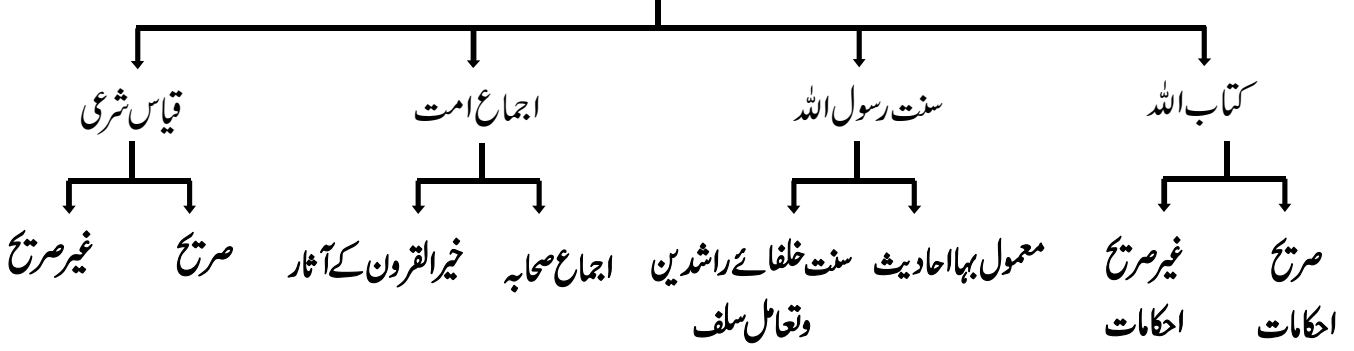 کتاب اللہ
سنت رسول اللہ
اجماع امت
قیاس شرعی
صریح
احکامات
غیر صریح
احکامات
معمول بہا احادیث
سنت خلفائے راشدین
و تعامل سلف
اجماع صحابہ
خیر القرون کے آثار
صریح
غیر صریح